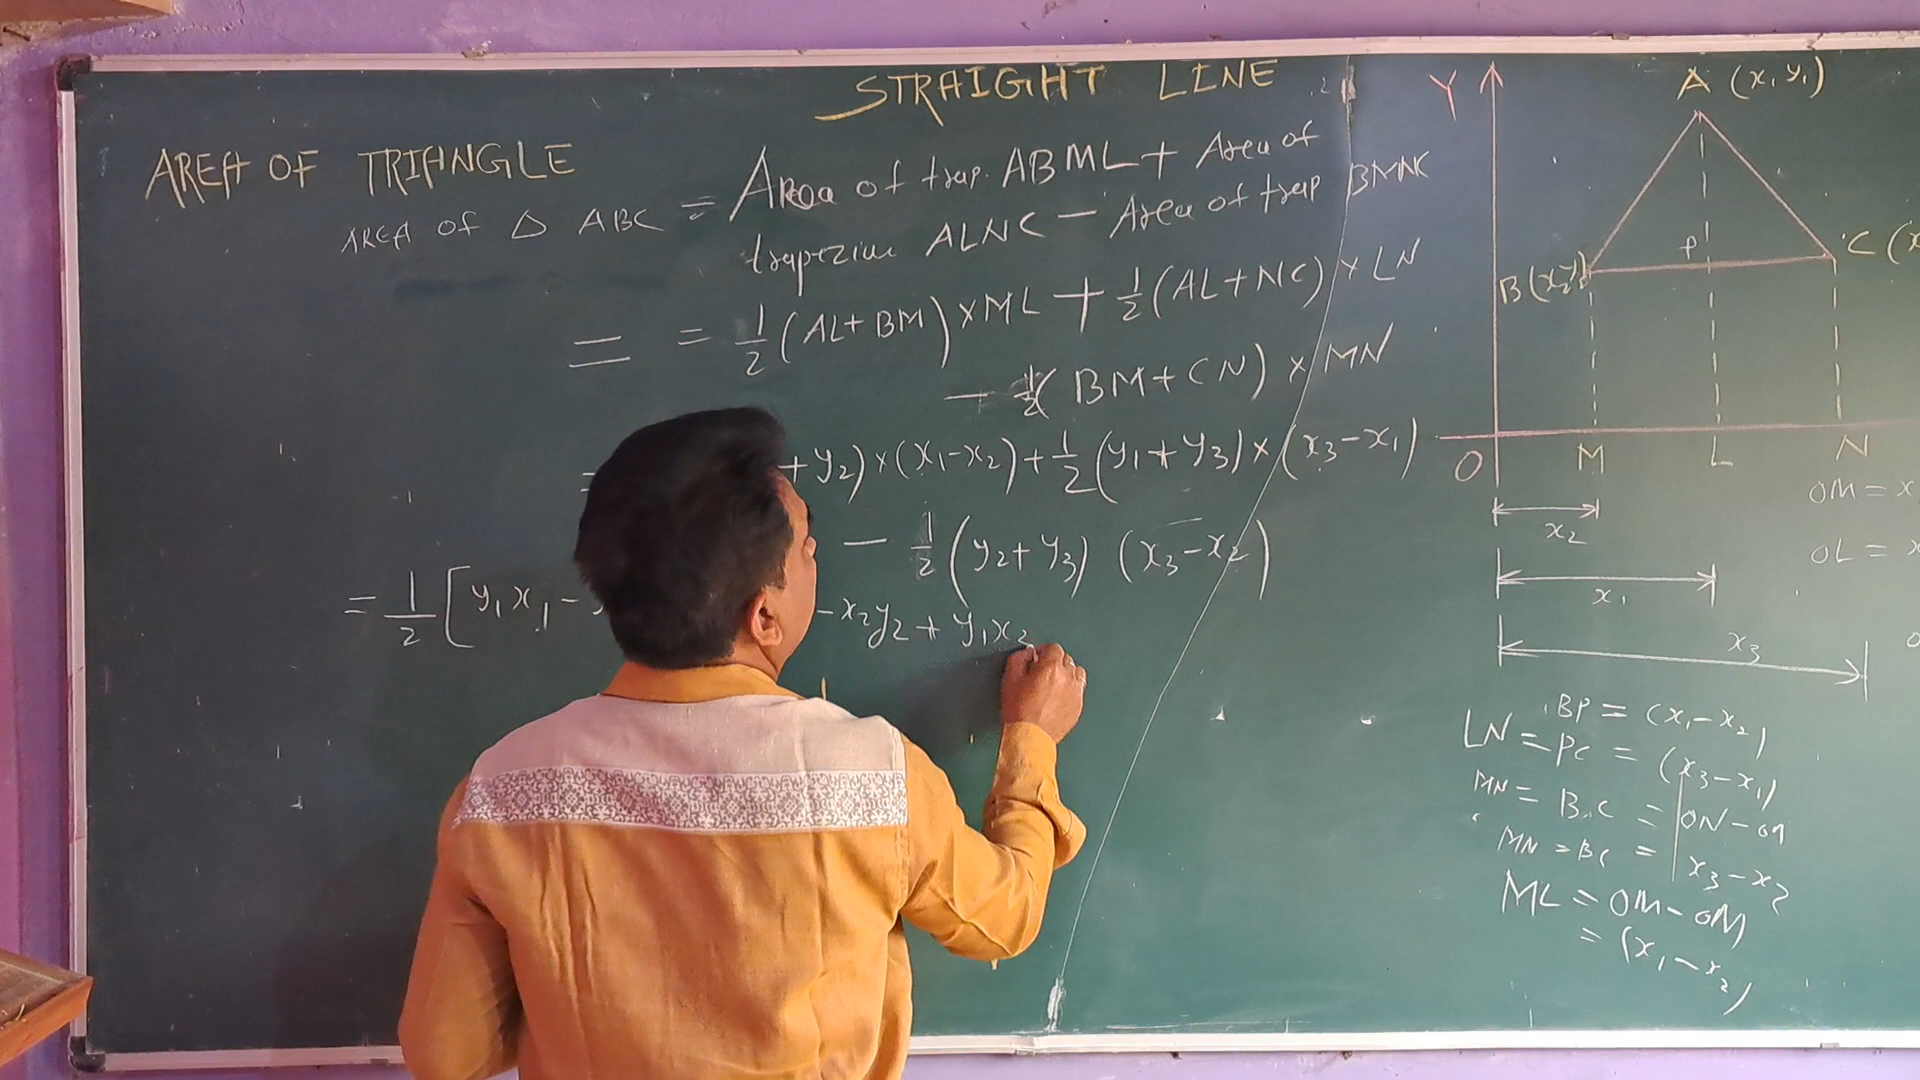 STRAIGHT LINE
AREA OF TRIANGLE
AREA OF △ ABC = Area of trap. ABML + Area of
trapezium ALNC − Area of trap BMNC
= = 1/2 (AL+BM) × ML + 1/2 (AL+NC) × LN
− 1/2 ( BM + CN) × MN
= + y2) × (x1−x2) + 1/2 (y1 + y3) × (x3−x1)
− 1/2 (y2+y3) (x3−x2)
= 1/2 [ y1x1 − −x2y2 + y1x3
Y
A (x1 y1)
B (x2 y2)
P
C (x
O M L N
x2
x1
x3
OM = x
OL = x
BP = (x1−x2)
LN = PC = (x3−x1)
MN = B.C = ON−OM
MN = BC = x3−x2
ML = OM−ON)
= (x1−x2)